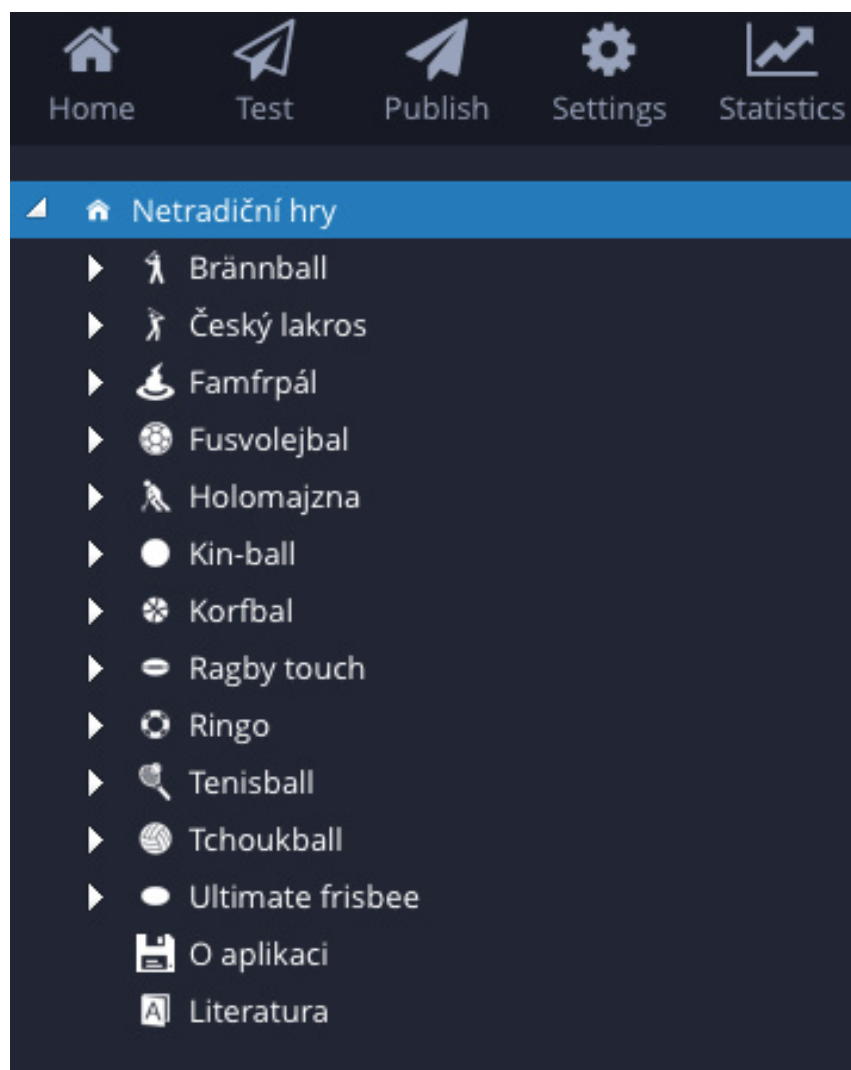 Home Test Publish Settings Statistics
Netradiční hry
Brännball
Český lakros
Famfrpál
Fusvolejbal
Holomajzna
Kin-ball
Korfbal
Ragby touch
Ringo
Tenisball
Tchoukball
Ultimate frisbee
O aplikaci
A Literatura